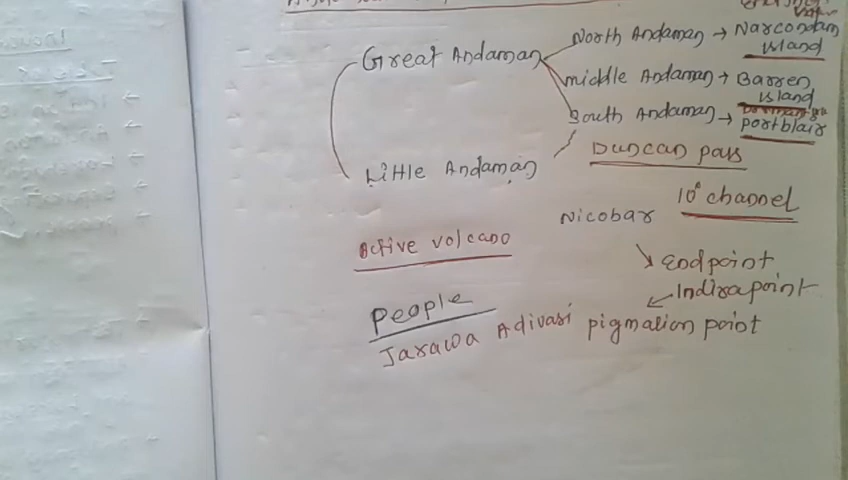 Great Andaman
North Andaman → Narcondam
island
middle Andaman → Barren
island
South Andaman → portblair
Duncan pass
Little Andaman
10° channel
Nicobar
Active volcano
Endpoint
Indirapoint
People
pigmalion point
Jarawa Adivasi